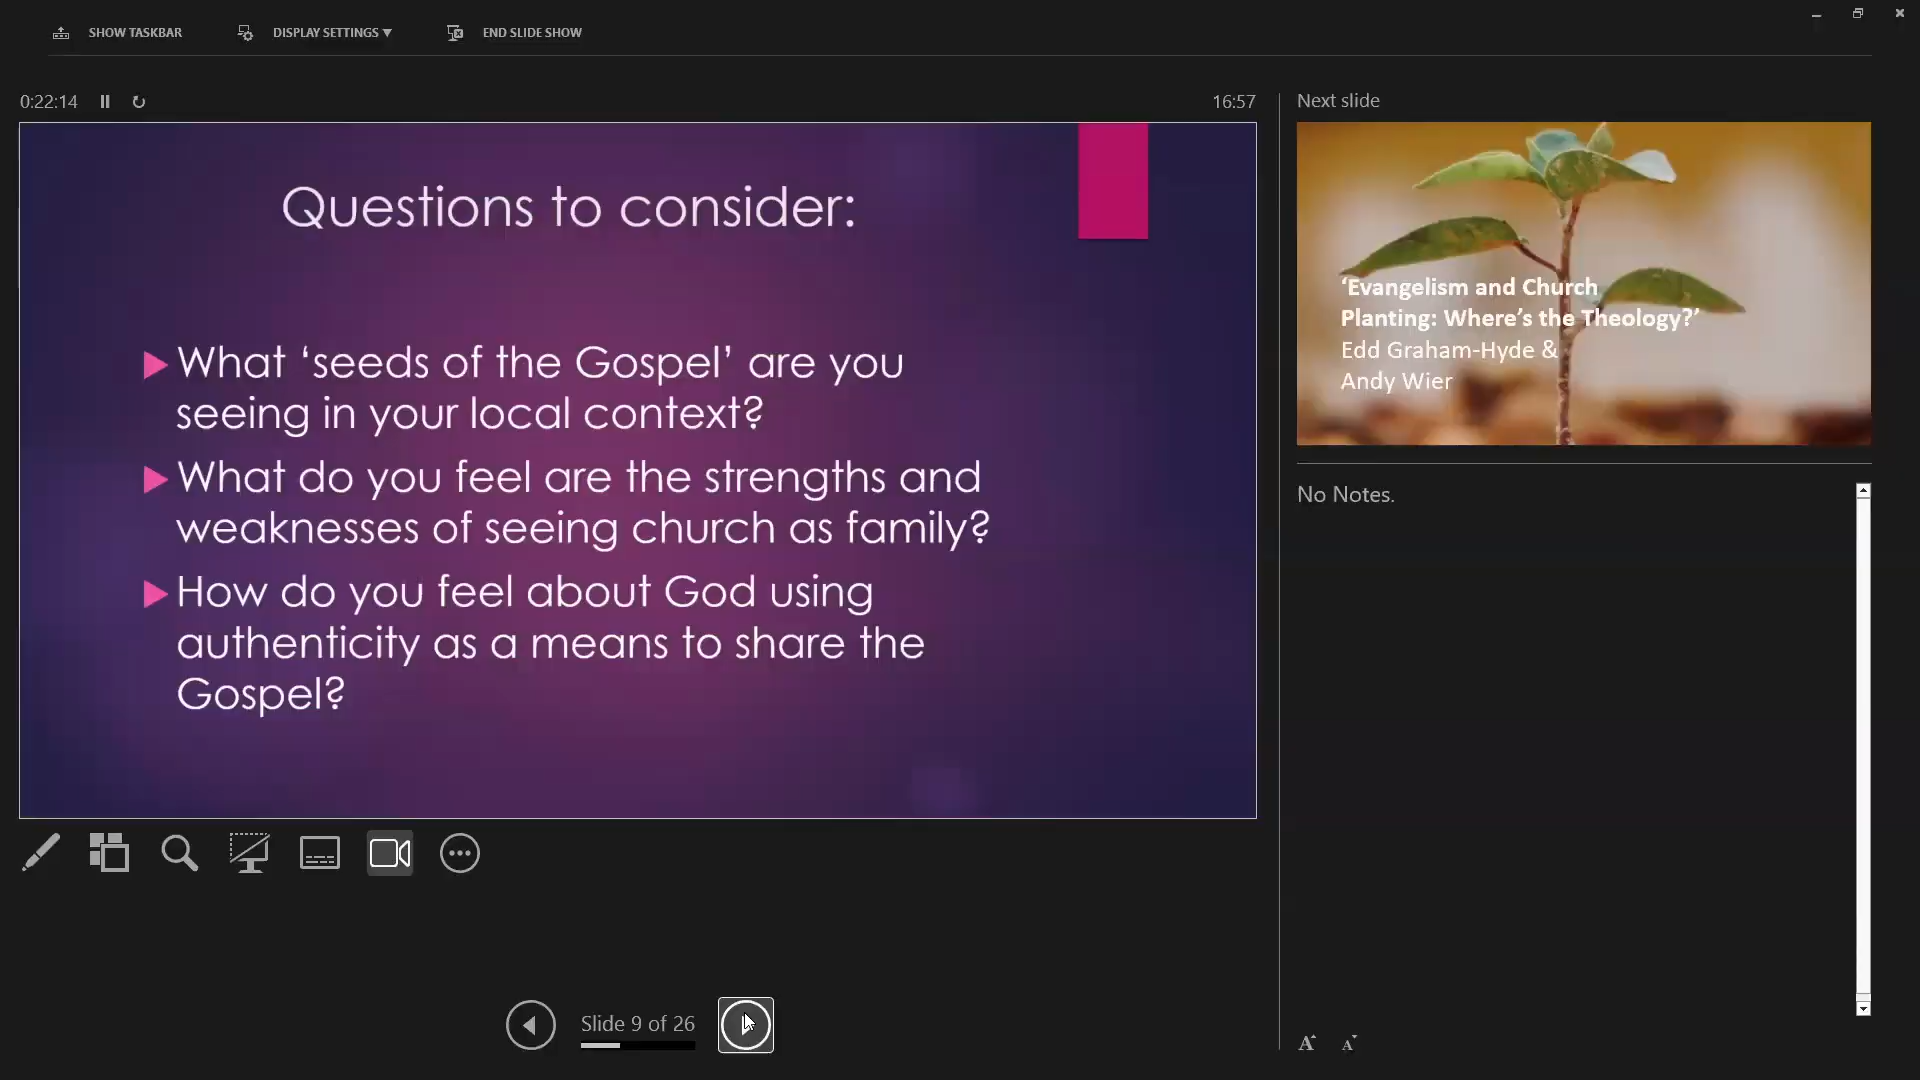 SHOW TASKBAR
DISPLAY SETTINGS ▼
END SLIDE SHOW
0:22:14
16:57
Questions to consider:
What ‘seeds of the Gospel’ are you
seeing in your local context?
What do you feel are the strengths and
weaknesses of seeing church as family?
How do you feel about God using
authenticity as a means to share the
Gospel?
Slide 9 of 26
Next slide
‘Evangelism and Church
Planting: Where’s the Theology?’
Edd Graham-Hyde &
Andy Wier
No Notes.
A
A